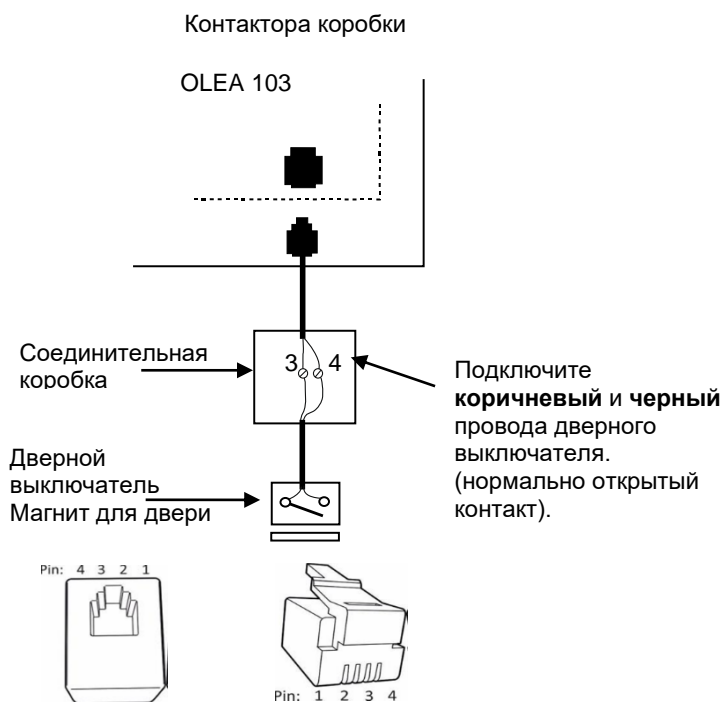 Контактора коробки
OLEA 103
Соединительная
коробка
3 4
Подключите
коричневый и черный
провода дверного
выключателя.
(нормально открытый
контакт).
Дверной
выключатель
Магнит для двери
Pin: 4 3 2 1
Pin: 1 2 3 4